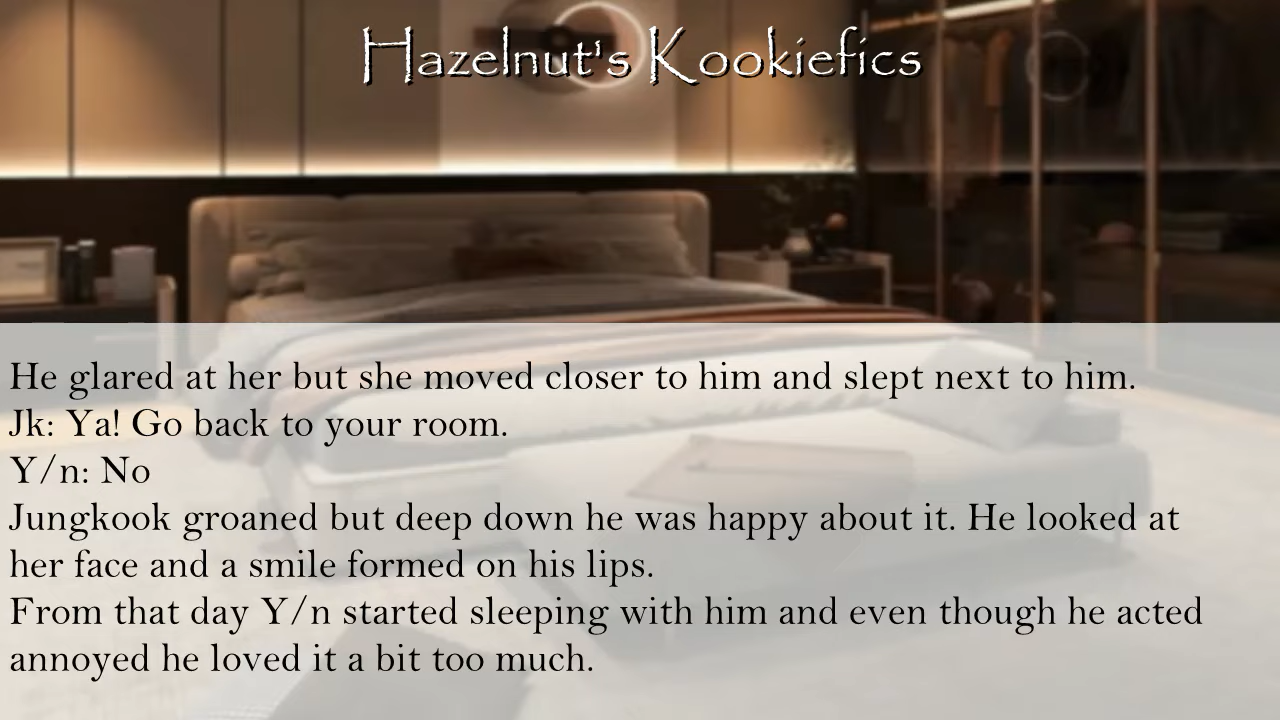 Hazelnut's Kookiefics
He glared at her but she moved closer to him and slept next to him.
Jk: Ya! Go back to your room.
Y/n: No
Jungkook groaned but deep down he was happy about it. He looked at
her face and a smile formed on his lips.
From that day Y/n started sleeping with him and even though he acted
annoyed he loved it a bit too much.